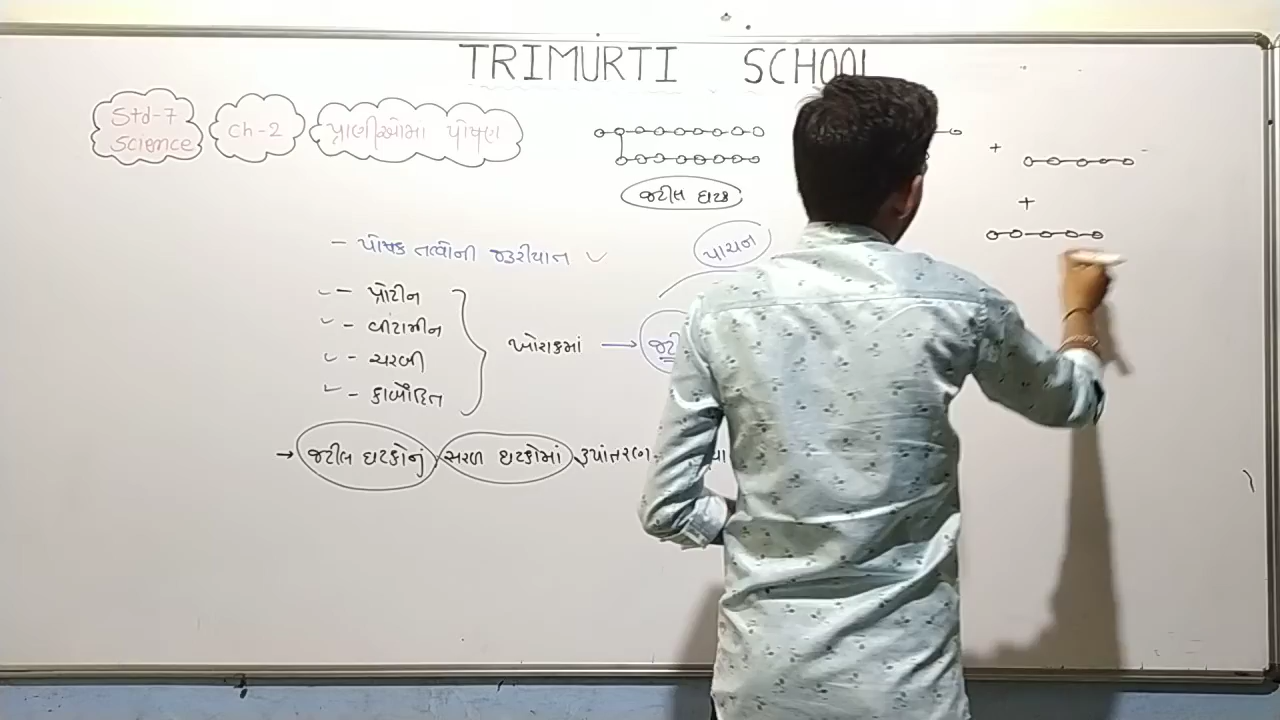 TRIMURTI SCHOOL
Std-7
Science
Ch-2
પ્રાણીઓમા પોષણ
જટીલ ઘટક
- પોષક તત્વોની જરૂરીયાત ✓
પાચન
- પ્રોટીન
- વીટામીન
- ચરબી
- કાર્બોદિત
ખોરાકમાં →
→ જટીલ ઘટકોનું સરળ ઘટકોમાં રૂપાંતરણ